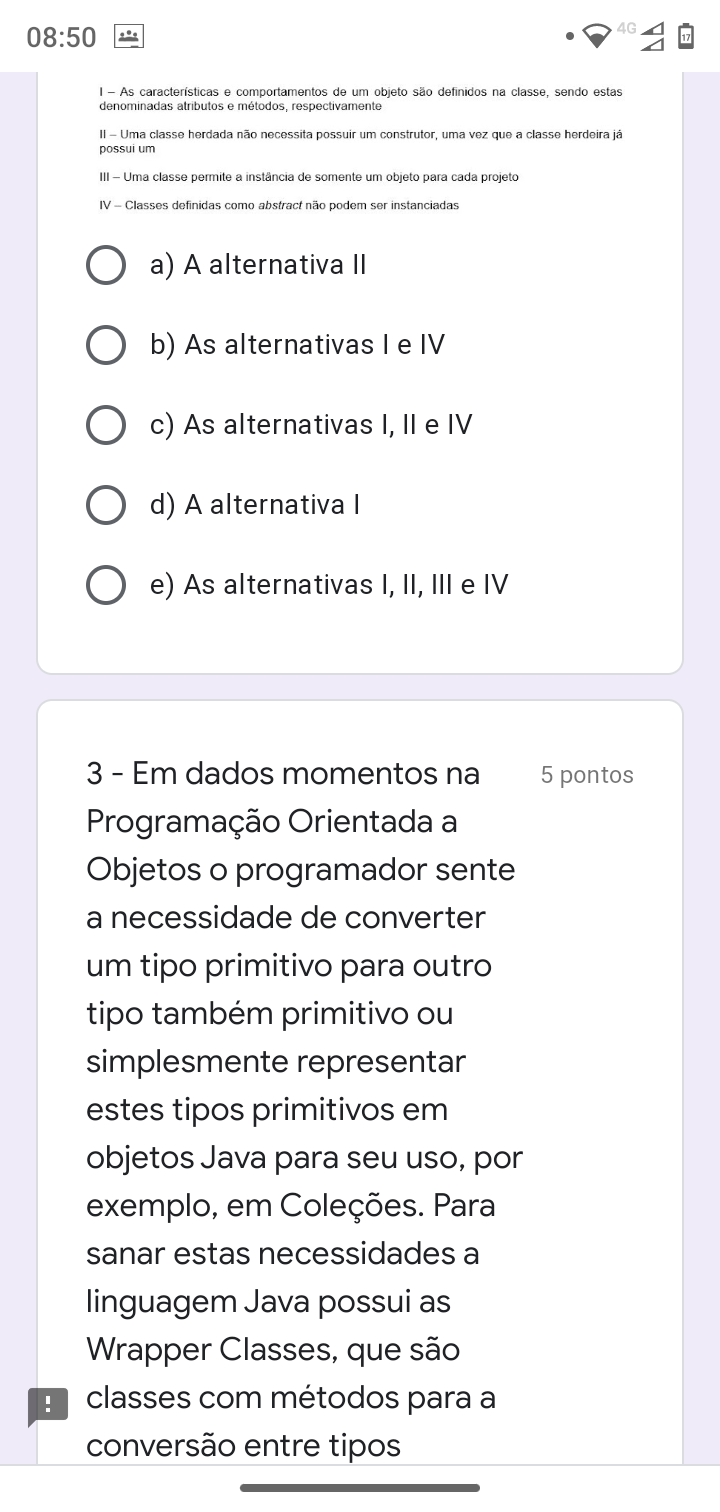 08:50
4G
17
I – As características e comportamentos de um objeto são definidos na classe, sendo estas
denominadas atributos e métodos, respectivamente
II – Uma classe herdada não necessita possuir um construtor, uma vez que a classe herdeira já
possui um
III – Uma classe permite a instância de somente um objeto para cada projeto
IV – Classes definidas como abstract não podem ser instanciadas
a) A alternativa II
b) As alternativas I e IV
c) As alternativas I, II e IV
d) A alternativa I
e) As alternativas I, II, III e IV
3 - Em dados momentos na
5 pontos
Programação Orientada a
Objetos o programador sente
a necessidade de converter
um tipo primitivo para outro
tipo também primitivo ou
simplesmente representar
estes tipos primitivos em
objetos Java para seu uso, por
exemplo, em Coleções. Para
sanar estas necessidades a
linguagem Java possui as
Wrapper Classes, que são
classes com métodos para a
conversão entre tipos